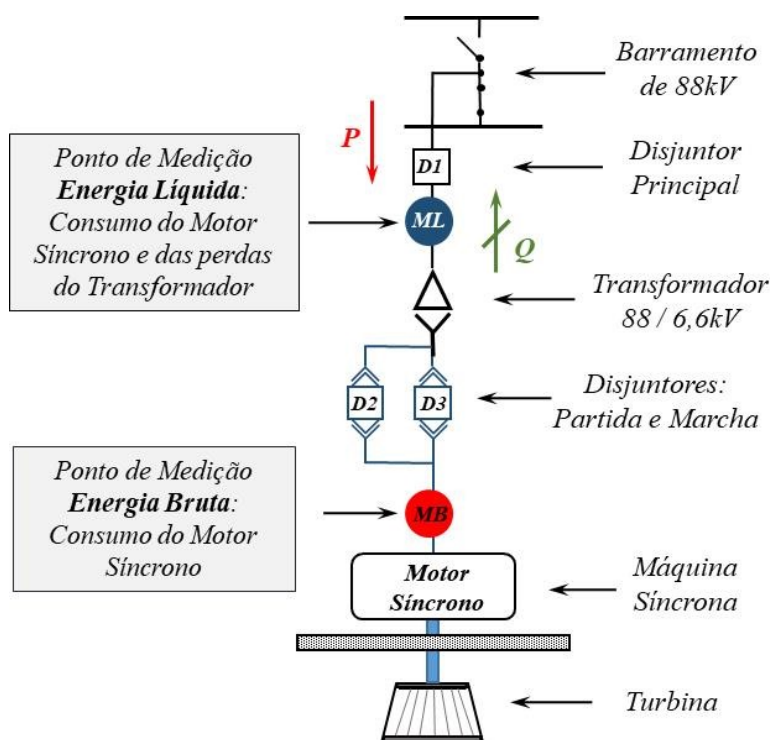 Barramento
de 88kV
P
D1
Disjuntor
Principal
Ponto de Medição
Energia Líquida:
Consumo do Motor
Síncrono e das perdas
do Transformador
ML
Q
Transformador
88 / 6,6kV
D2
D3
Disjuntores:
Partida e Marcha
Ponto de Medição
Energia Bruta:
Consumo do Motor
Síncrono
MB
Motor
Síncrono
Máquina
Síncrona
Turbina